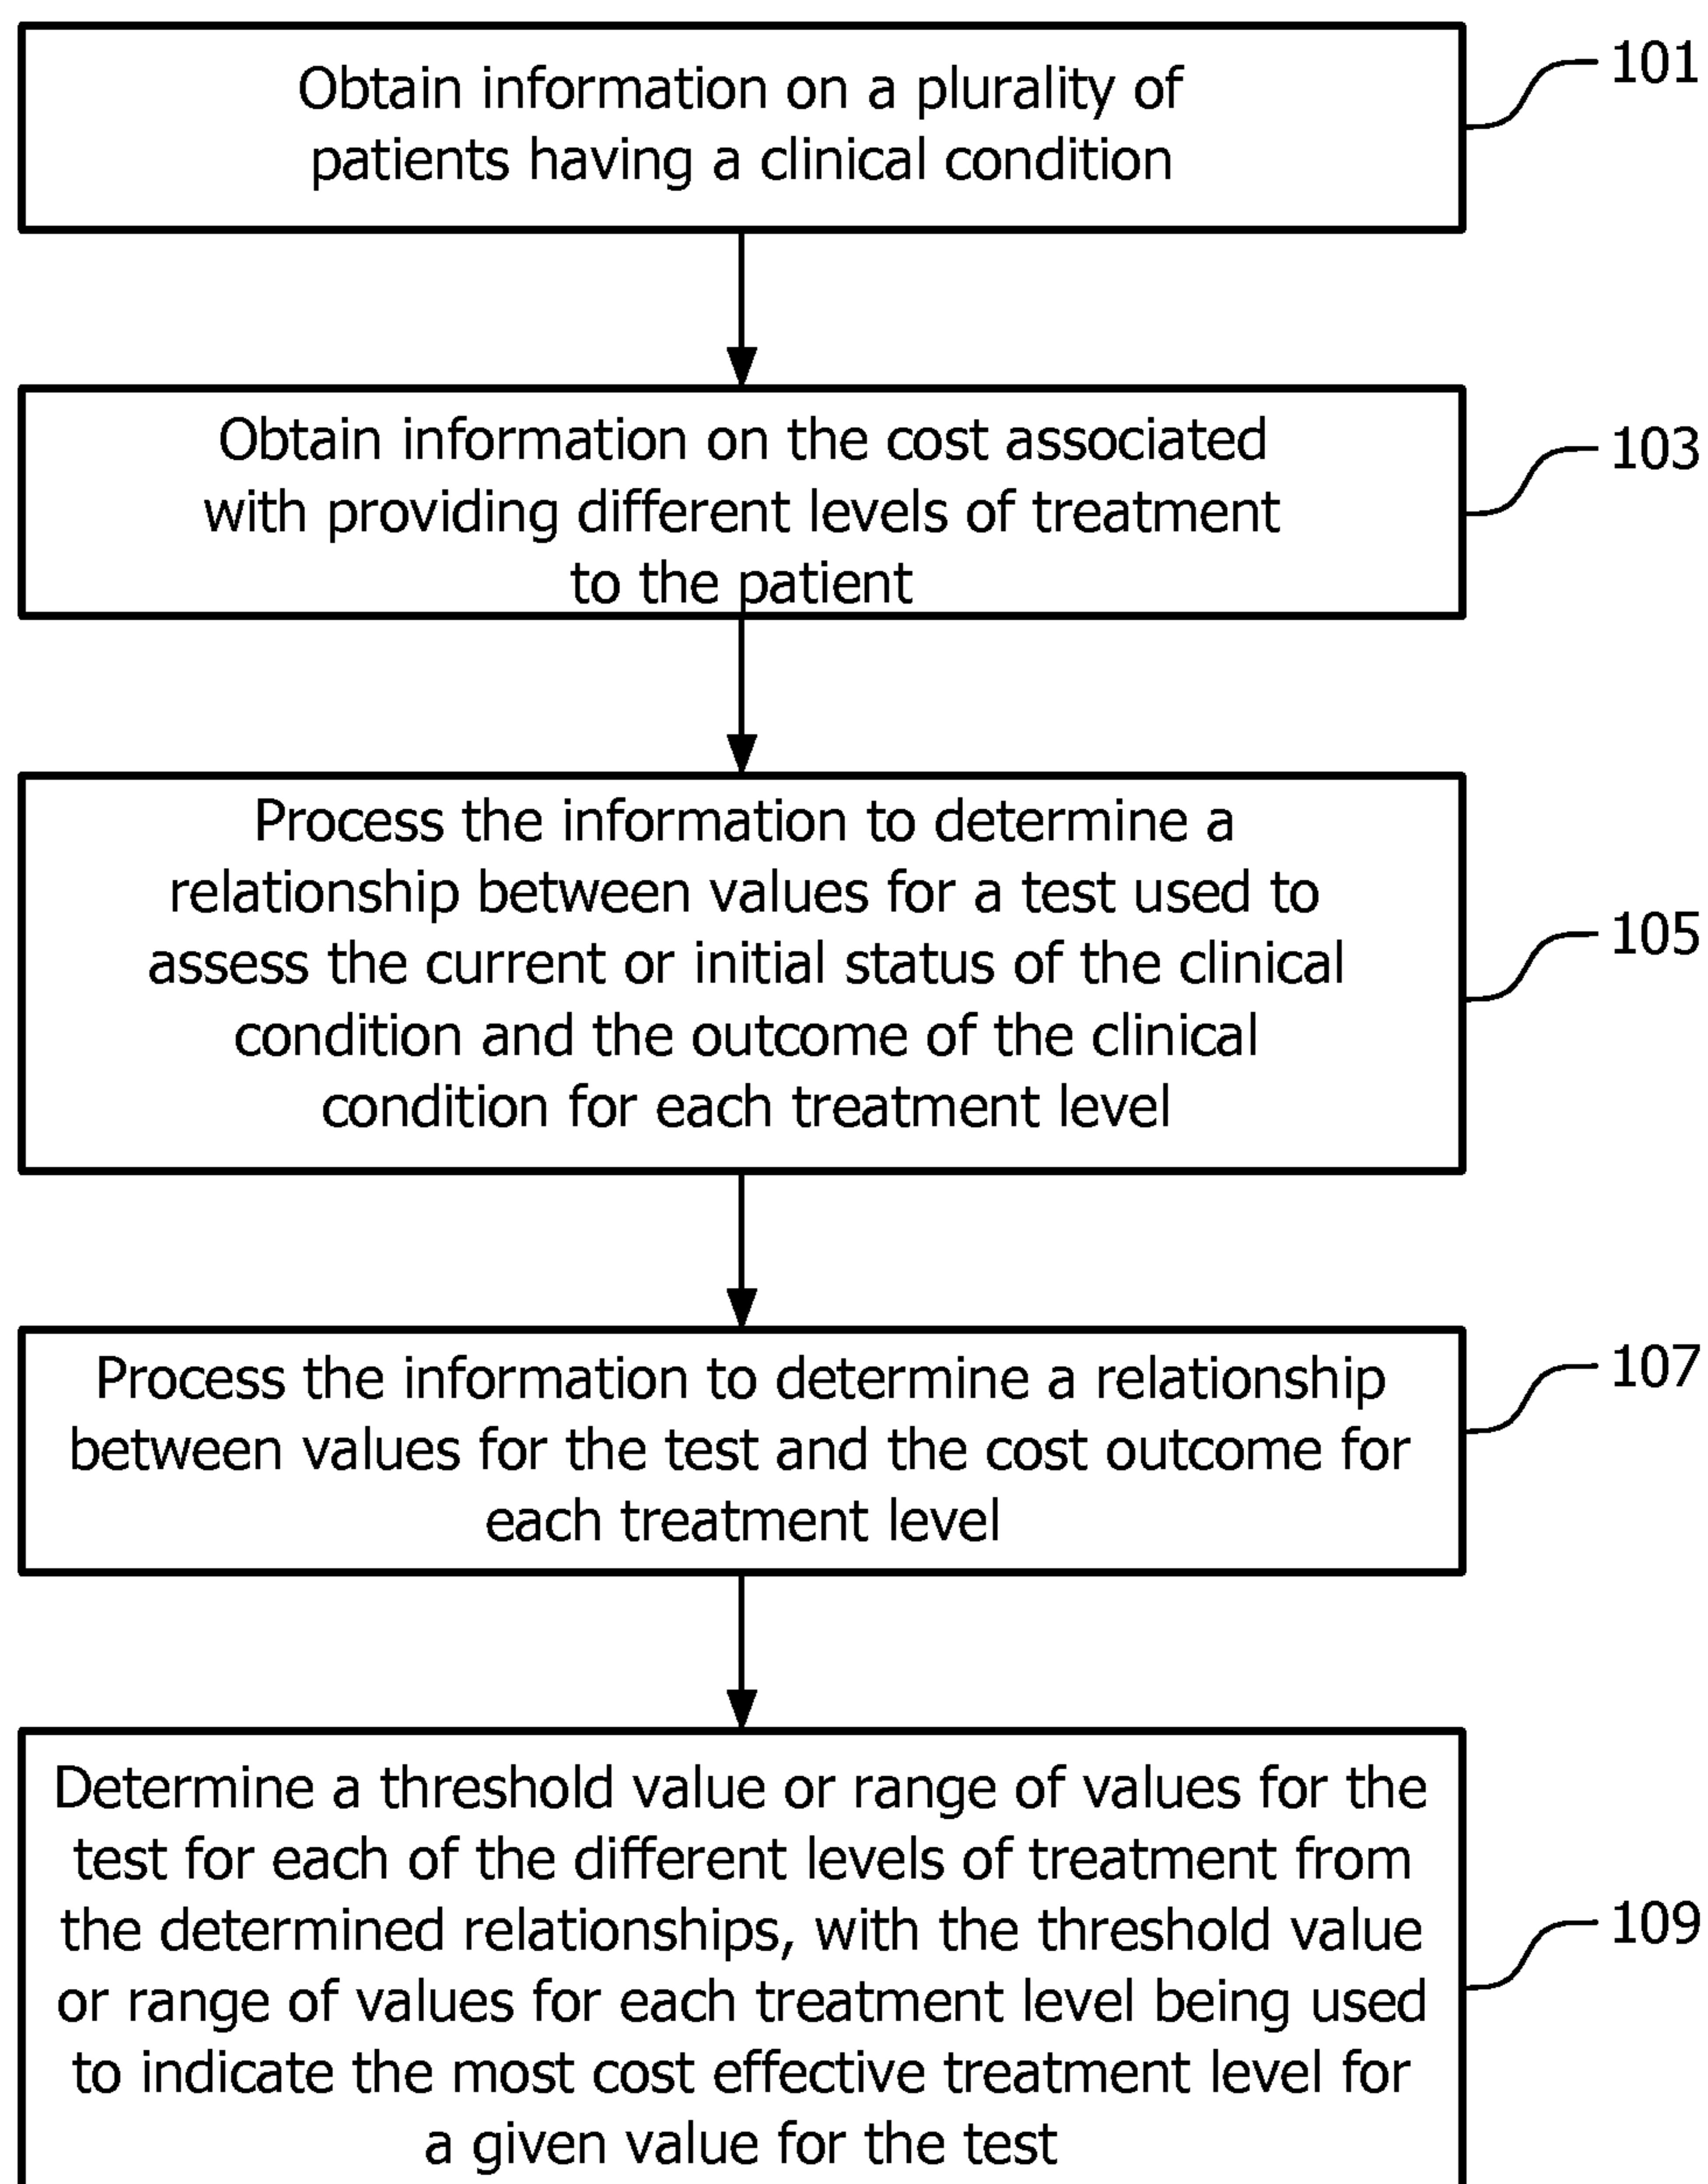 Obtain information on a plurality of
patients having a clinical condition
101
Obtain information on the cost associated
with providing different levels of treatment
to the patient
103
Process the information to determine a
relationship between values for a test used to
assess the current or initial status of the clinical
condition and the outcome of the clinical
condition for each treatment level
105
Process the information to determine a relationship
between values for the test and the cost outcome for
each treatment level
107
Determine a threshold value or range of values for the
test for each of the different levels of treatment from
the determined relationships, with the threshold value
or range of values for each treatment level being used
to indicate the most cost effective treatment level for
a given value for the test
109